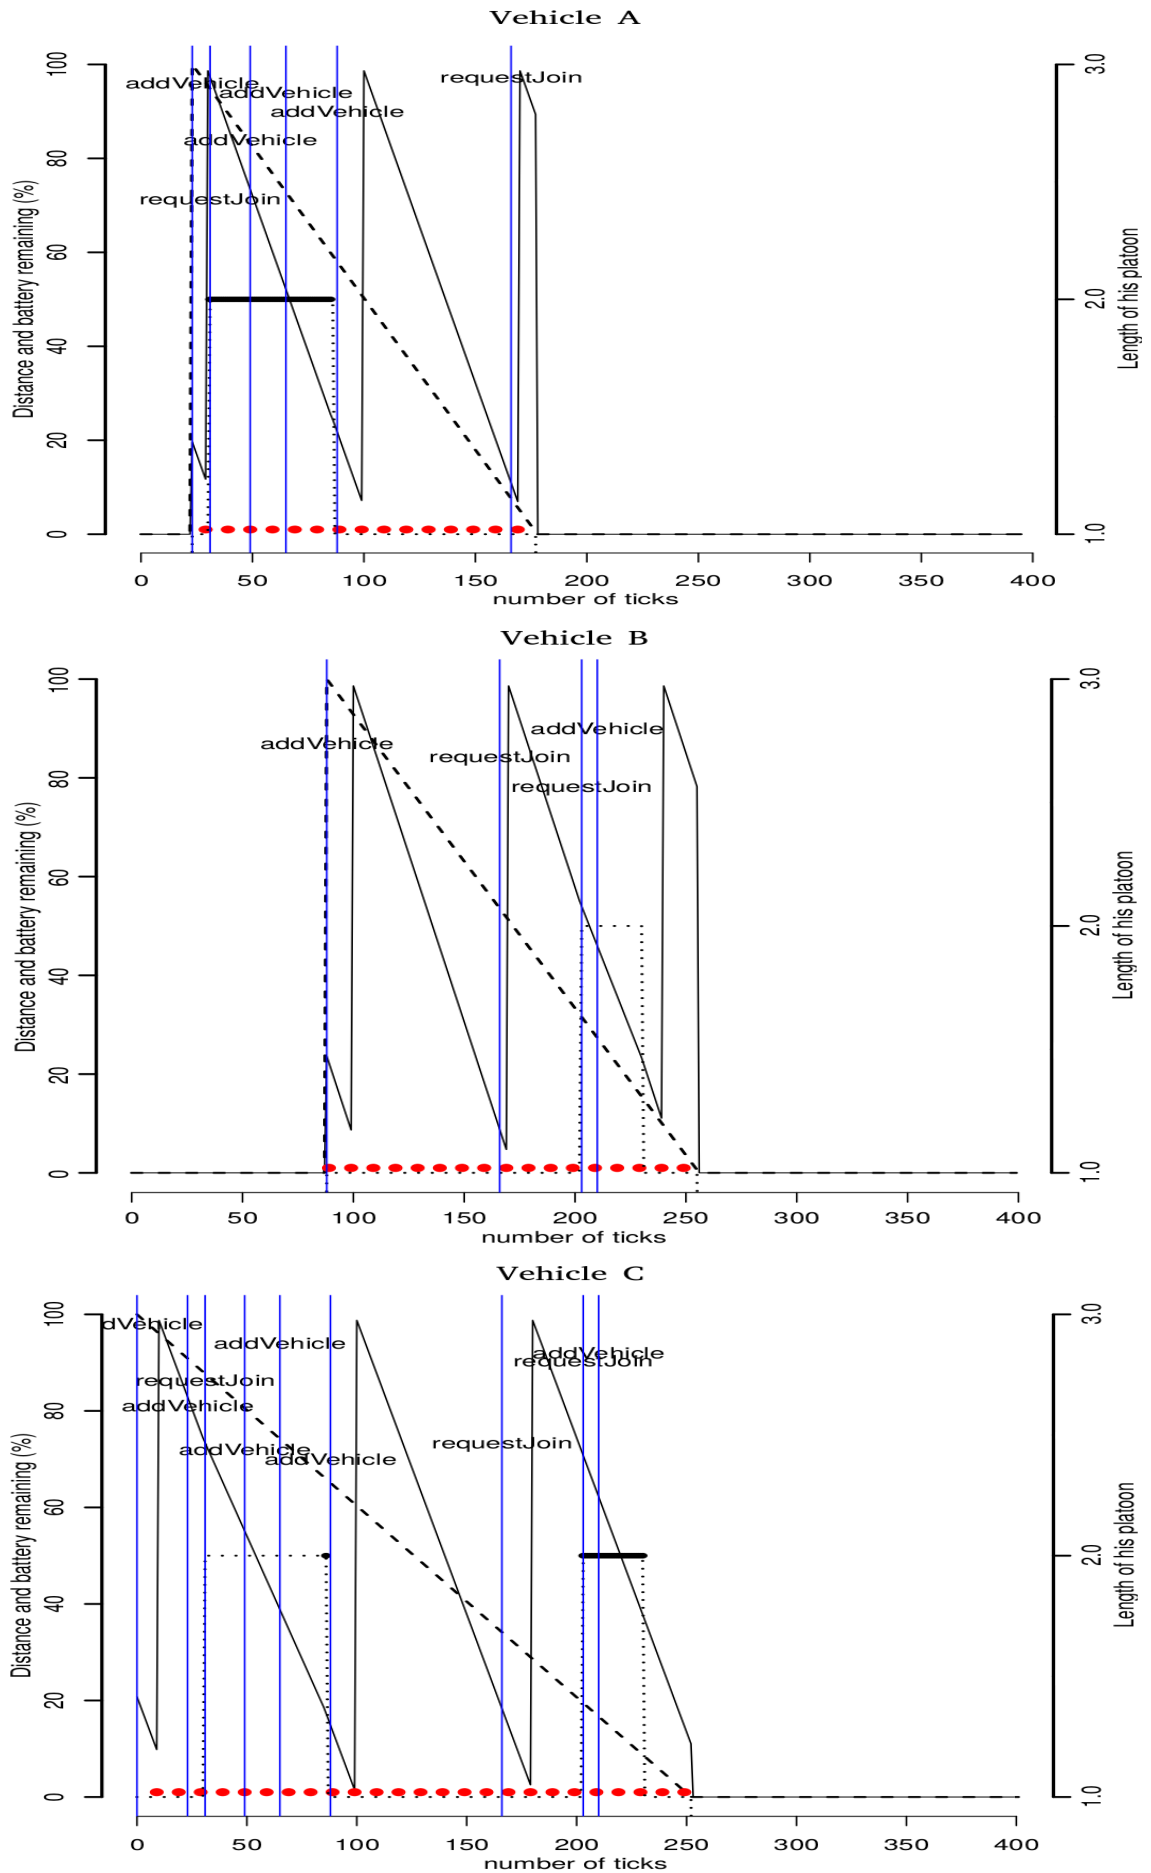 Vehicle A
addVehicle
addVehicle
addVehicle
addVehicle
requestJoin
requestJoin
Distance and battery remaining (%)
0 20 40 60 80 100
Length of his platoon
1.0 2.0 3.0
0 50 100 150 200 250 300 350 400
number of ticks
Vehicle B
addVehicle
requestJoin
addVehicle
requestJoin
Distance and battery remaining (%)
0 20 40 60 80 100
Length of his platoon
1.0 2.0 3.0
0 50 100 150 200 250 300 350 400
number of ticks
Vehicle C
dVehicle
addVehicle
requestJoin
addVehicle
addVehicle
addVehicle
requestJoin
addVehicle
requestJoin
Distance and battery remaining (%)
0 20 40 60 80 100
Length of his platoon
1.0 2.0 3.0
0 50 100 150 200 250 300 350 400
number of ticks